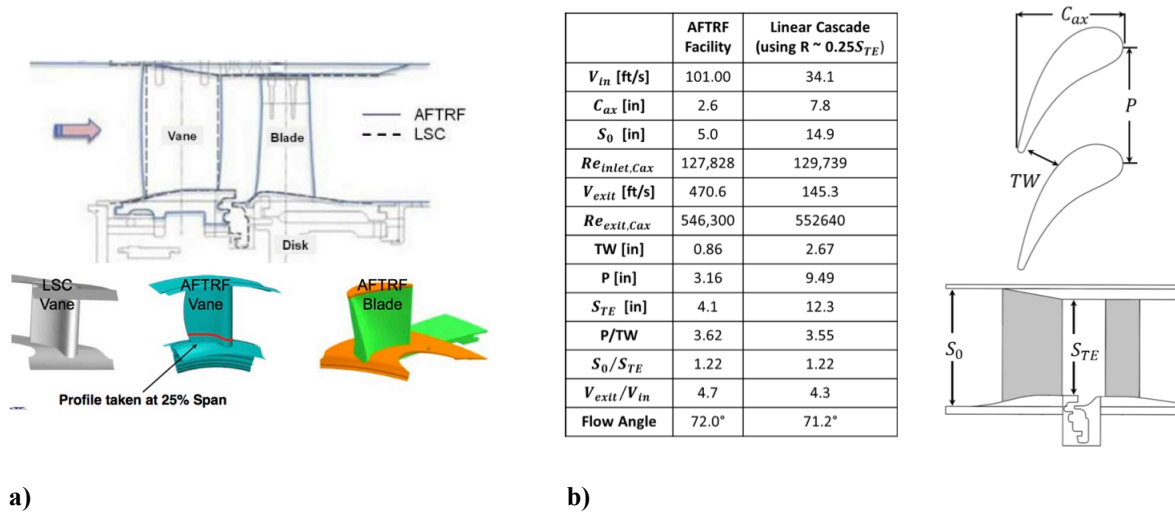 AFTRF
LSC
Vane
Blade
Disk
LSC
Vane
AFTRF
Vane
AFTRF
Blade
Profile taken at 25% Span
AFTRF
Facility
Linear Cascade
(using R ~ 0.25S_TE)
V_in [ft/s] 101.00 34.1
C_ax [in] 2.6 7.8
S_0 [in] 5.0 14.9
Re_inlet,Cax 127,828 129,739
V_exit [ft/s] 470.6 145.3
Re_exit,Cax 546,300 552640
TW [in] 0.86 2.67
P [in] 3.16 9.49
S_TE [in] 4.1 12.3
P/TW 3.62 3.55
S_0/S_TE 1.22 1.22
V_exit/V_in 4.7 4.3
Flow Angle 72.0° 71.2°
C_ax
P
TW
S_0
S_TE
a)
b)